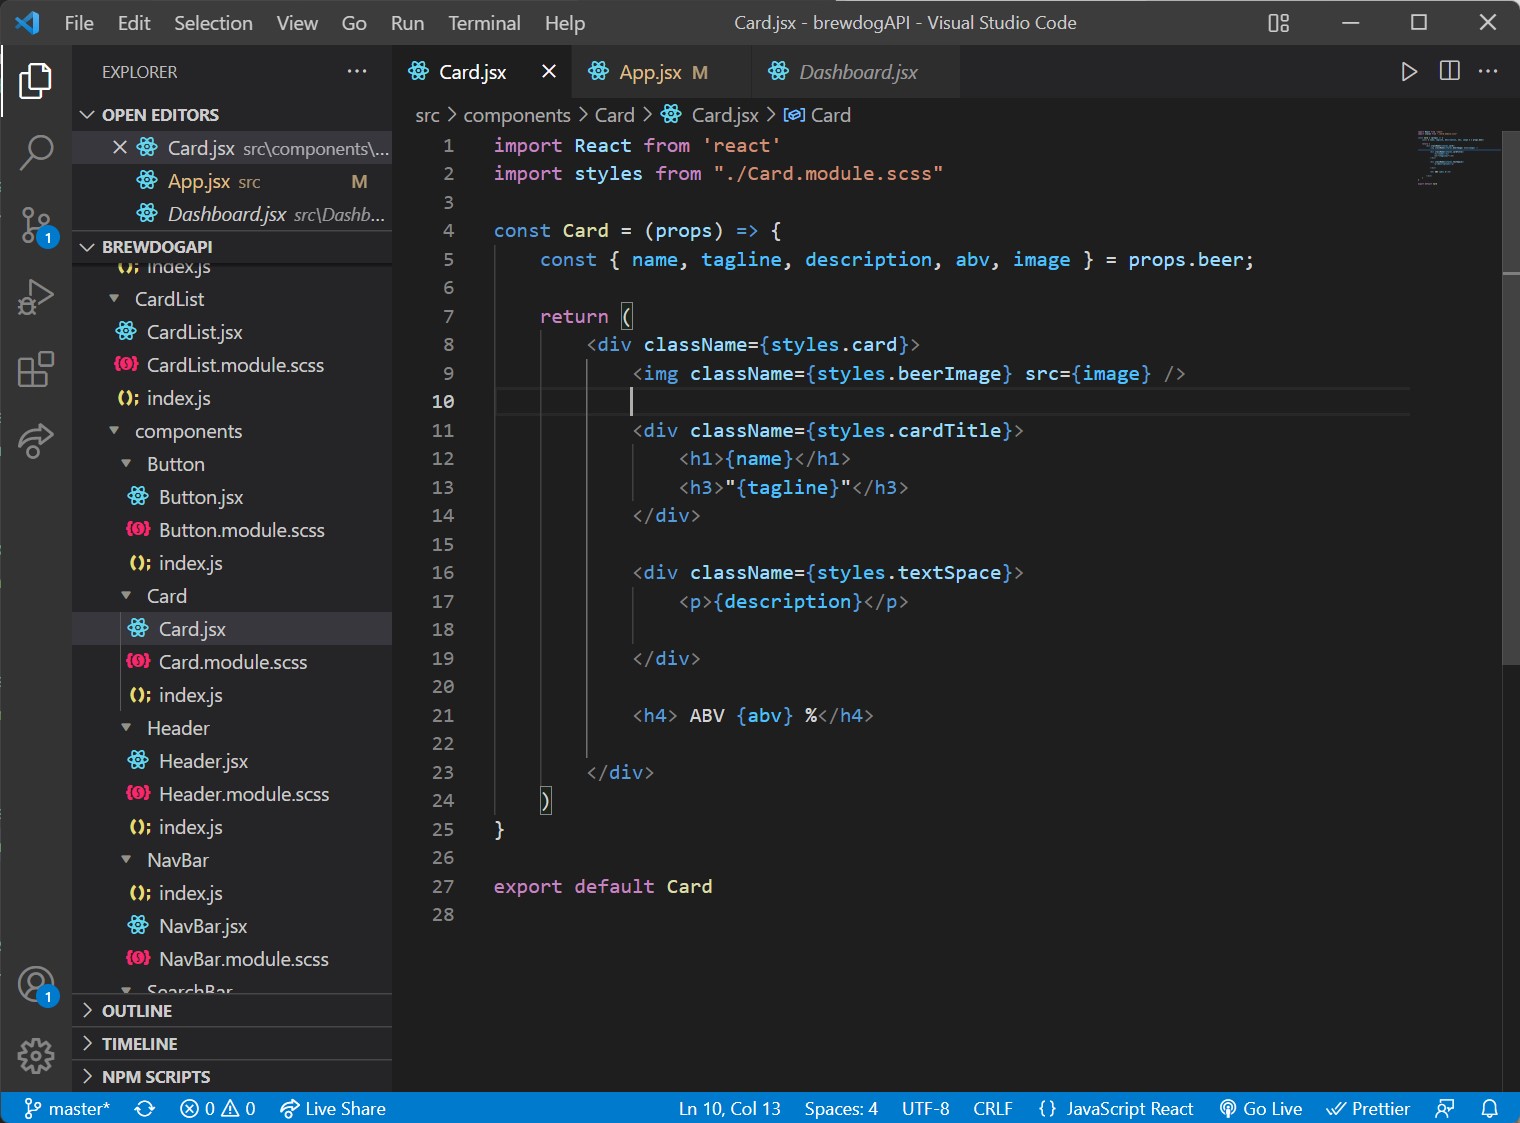 File Edit Selection View Go Run Terminal Help Card.jsx - brewdogAPI - Visual Studio Code
EXPLORER
OPEN EDITORS
Card.jsx src\components\...
App.jsx src M
Dashboard.jsx src\Dashb...
BREWDOGAPI
index.js
CardList
CardList.jsx
CardList.module.scss
index.js
components
Button
Button.jsx
Button.module.scss
index.js
Card
Card.jsx
Card.module.scss
index.js
Header
Header.jsx
Header.module.scss
index.js
NavBar
index.js
NavBar.jsx
NavBar.module.scss
SearchBar
OUTLINE
TIMELINE
NPM SCRIPTS
1
1
Card.jsx App.jsx M Dashboard.jsx
src > components > Card > Card.jsx > Card
1 import React from 'react'
2 import styles from "./Card.module.scss"
3
4 const Card = (props) => {
5 const { name, tagline, description, abv, image } = props.beer;
6
7 return (
8 <div className={styles.card}>
9 <img className={styles.beerImage} src={image} />
10
11 <div className={styles.cardTitle}>
12 <h1>{name}</h1>
13 <h3>"{tagline}"</h3>
14 </div>
15
16 <div className={styles.textSpace}>
17 <p>{description}</p>
18
19 </div>
20
21 <h4> ABV {abv} %</h4>
22
23 </div>
24 )
25 }
26
27 export default Card
28
master* 0 0 Live Share Ln 10, Col 13 Spaces: 4 UTF-8 CRLF {} JavaScript React Go Live Prettier